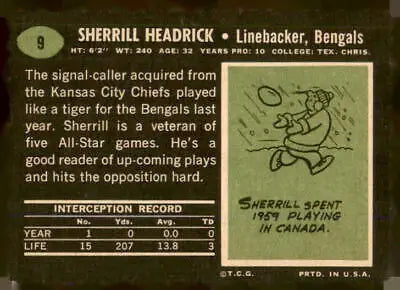 9
SHERRILL HEADRICK • Linebacker, Bengals
HT: 6'2" WT: 240 AGE: 32 YEARS PRO: 10 COLLEGE: TEX. CHRIS.
The signal-caller acquired from
the Kansas City Chiefs played
like a tiger for the Bengals last
year. Sherrill is a veteran of
five All-Star games. He's a
good reader of up-coming plays
and hits the opposition hard.
INTERCEPTION RECORD
No. Yds. Avg. TD
YEAR 1 0 0.0 0
LIFE 15 207 13.8 3
SHERRILL SPENT
1959 PLAYING
IN CANADA.
©T.C.G. PRTD. IN U.S.A.